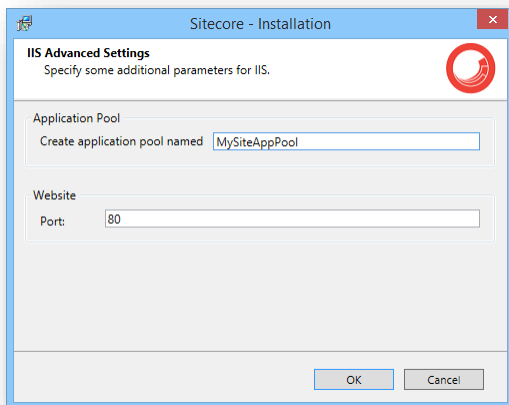 Sitecore - Installation
IIS Advanced Settings
Specify some additional parameters for IIS.
Application Pool
Create application pool named MySiteAppPool
Website
Port: 80
OK Cancel